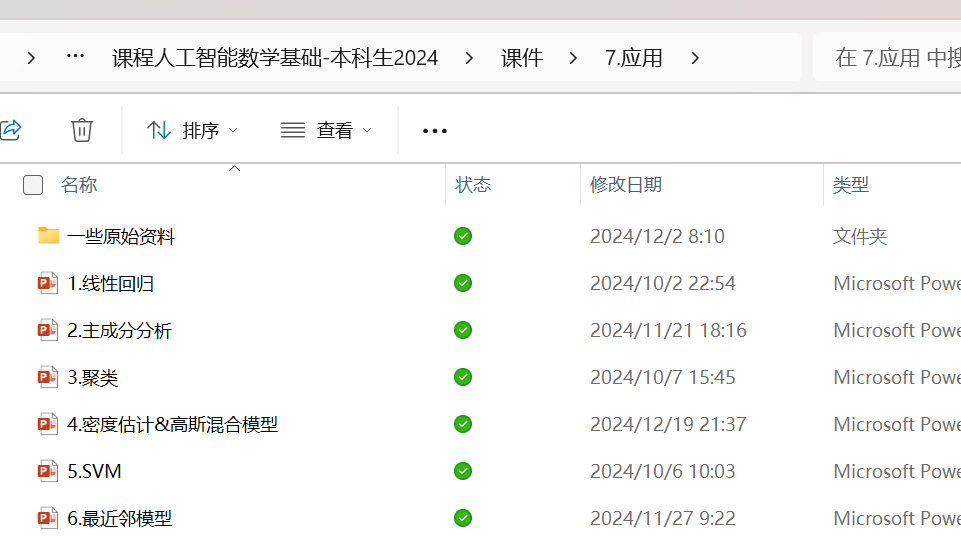 … 课程人工智能数学基础-本科生2024 > 课件 > 7.应用 > 在 7.应用 中搜
排序 查看 …
名称 状态 修改日期 类型
一些原始资料 2024/12/2 8:10 文件夹
1.线性回归 2024/10/2 22:54 Microsoft Powe
2.主成分分析 2024/11/21 18:16 Microsoft Powe
3.聚类 2024/10/7 15:45 Microsoft Powe
4.密度估计&高斯混合模型 2024/12/19 21:37 Microsoft Powe
5.SVM 2024/10/6 10:03 Microsoft Powe
6.最近邻模型 2024/11/27 9:22 Microsoft Powe